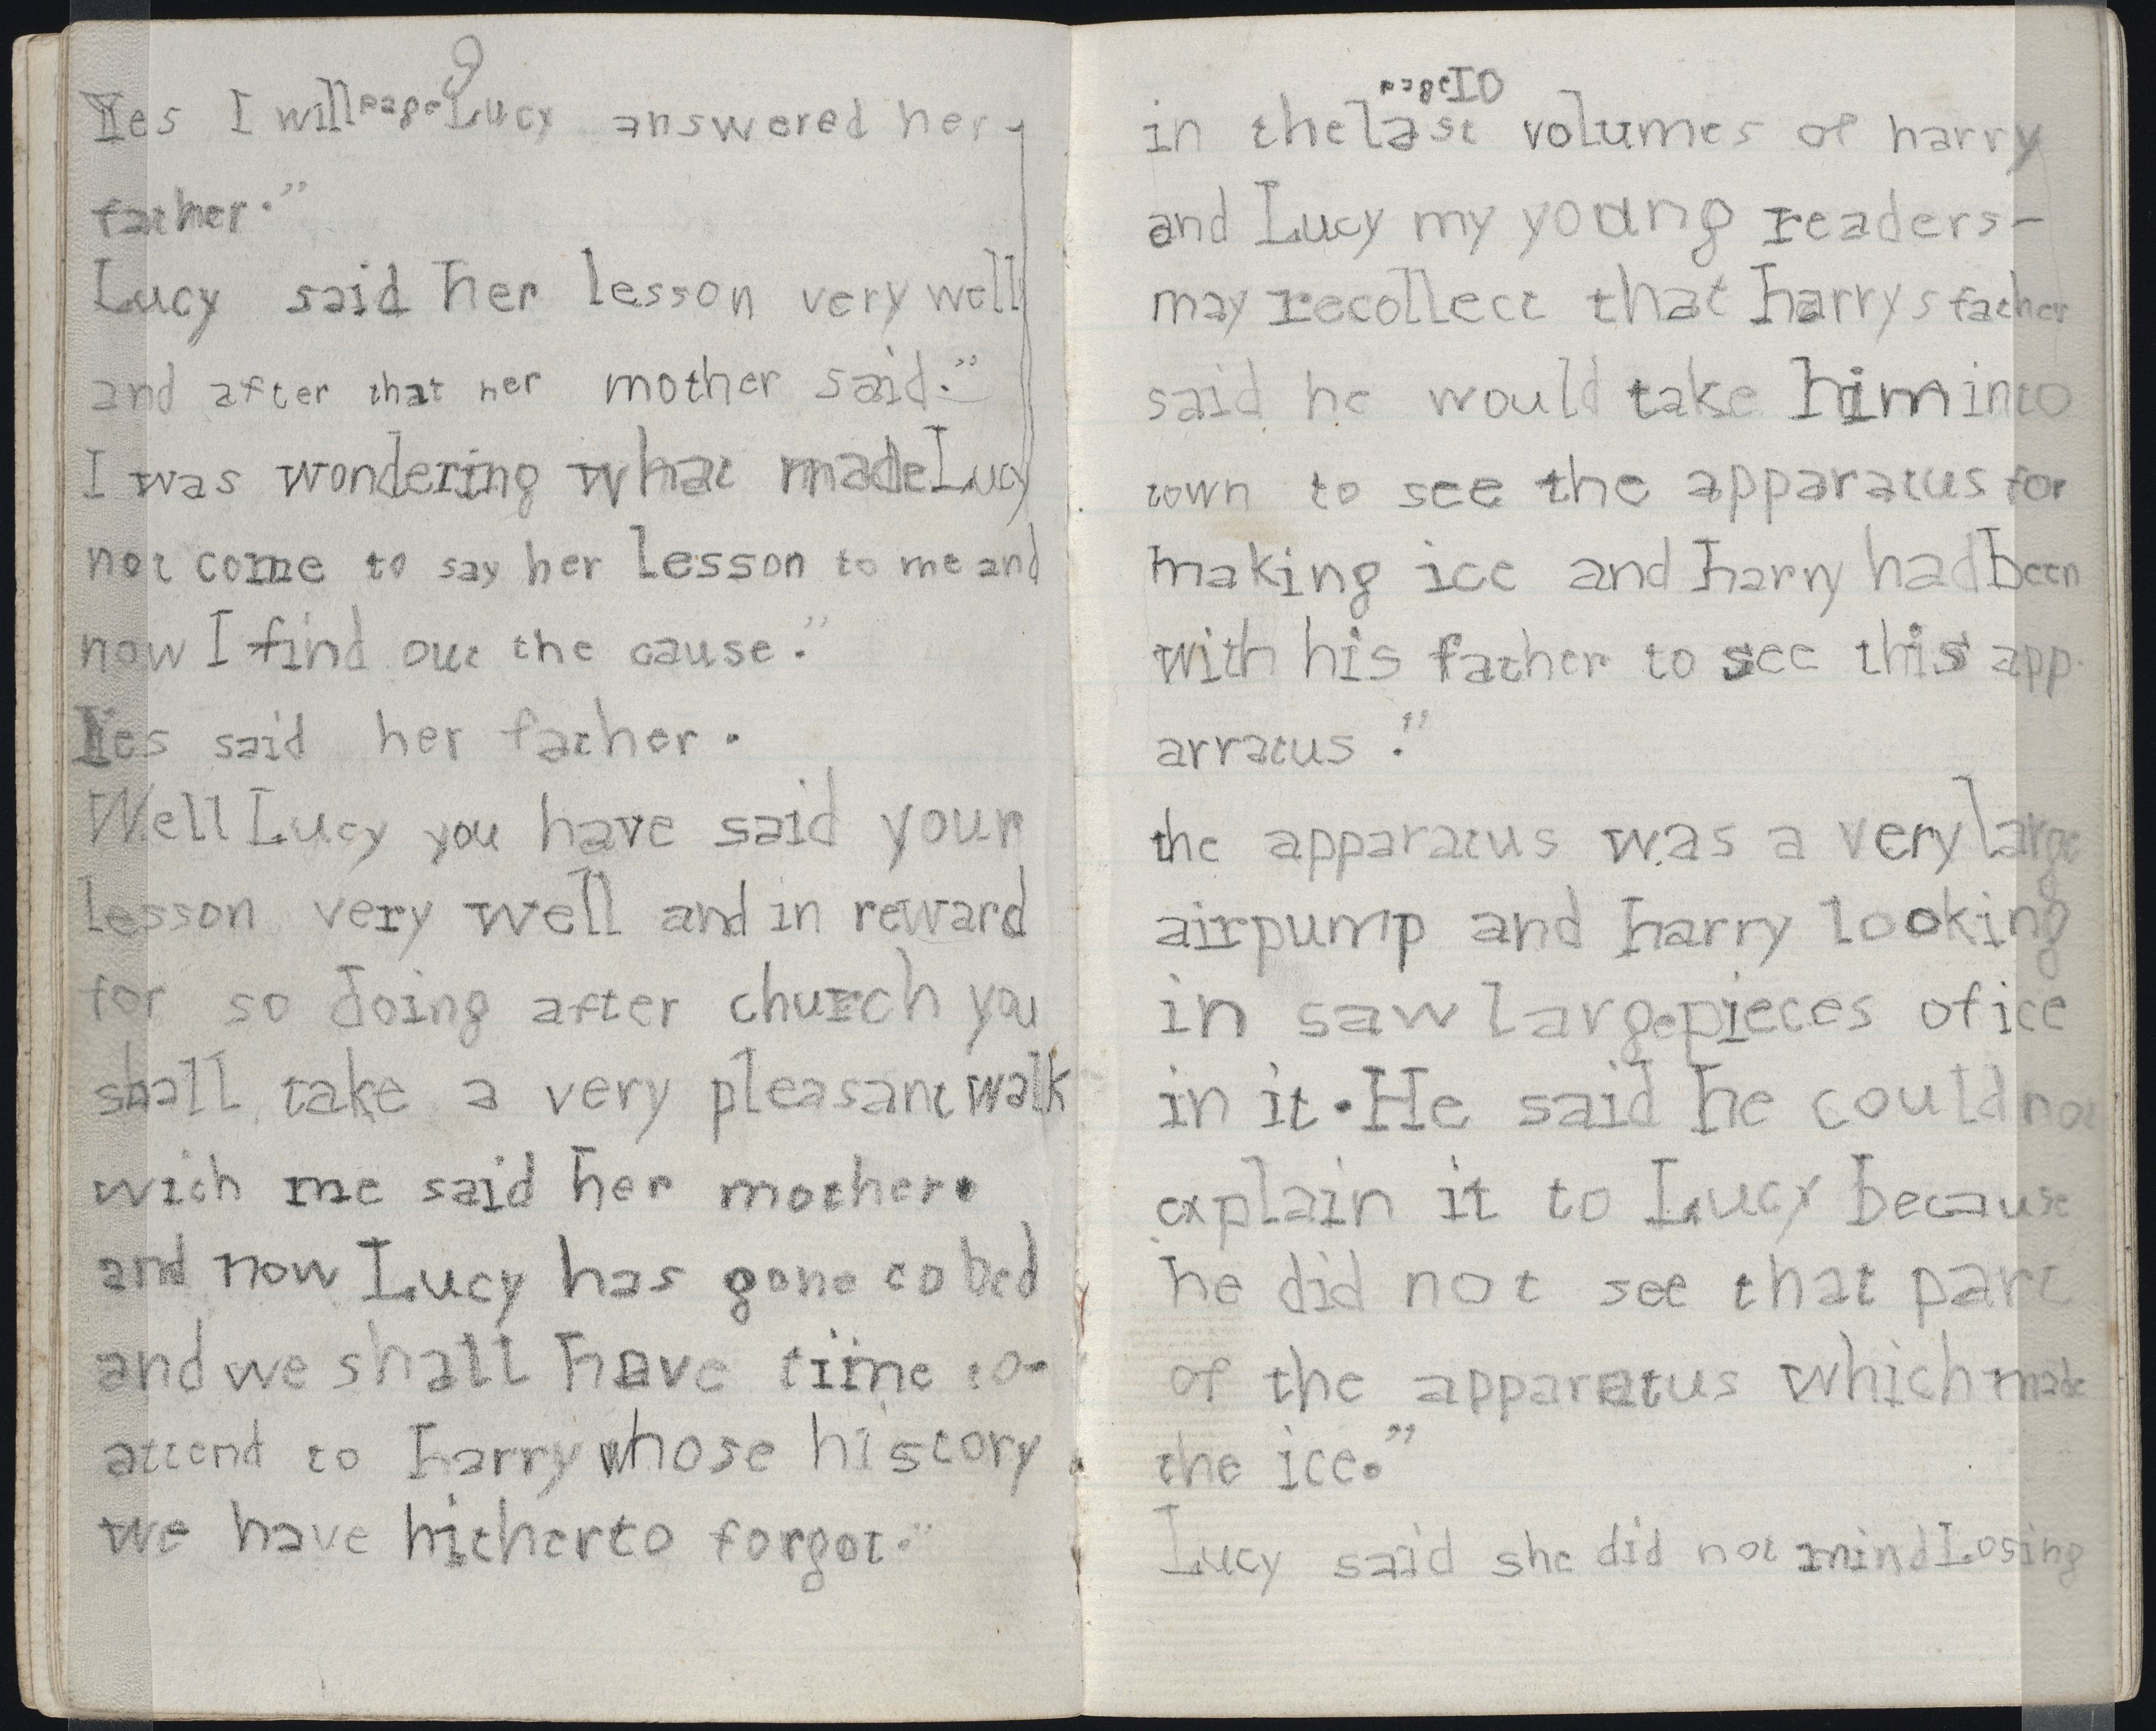 page 9
Yes I will Lucy answered her
father."
Lucy said her lesson very well
and after that her mother said."
I was wondering what made Lucy
not come to say her lesson to me and
now I find out the cause."
Yes said her father.
Well Lucy you have said your
lesson very well and in reward
for so doing after church you
shall take a very pleasant walk
with me said her mother.
and now Lucy has gone to bed
and we shall have time to-
attend to harry whose history
we have hitherto forgot."
page 10
in the last volumes of harry
and Lucy my young readers-
may recollect that harrys father
said he would take him into
town to see the apparatus for
making ice and harry had been
with his father to see this app-
arratus."
the apparatus was a very large
airpump and harry looking
in saw large pieces of ice
in it. He said he could not
explain it to Lucy because
he did not see that part
of the apparatus which made
the ice."
Lucy said she did not mind Losing